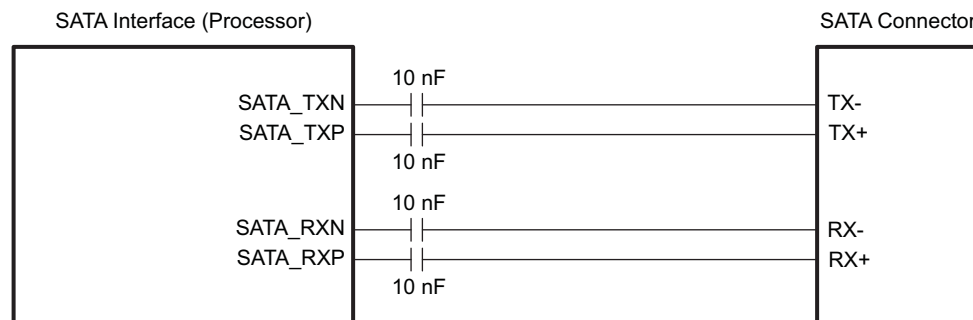 SATA Interface (Processor)
SATA Connector
10 nF
SATA_TXN
TX-
SATA_TXP
TX+
10 nF
10 nF
SATA_RXN
RX-
SATA_RXP
RX+
10 nF